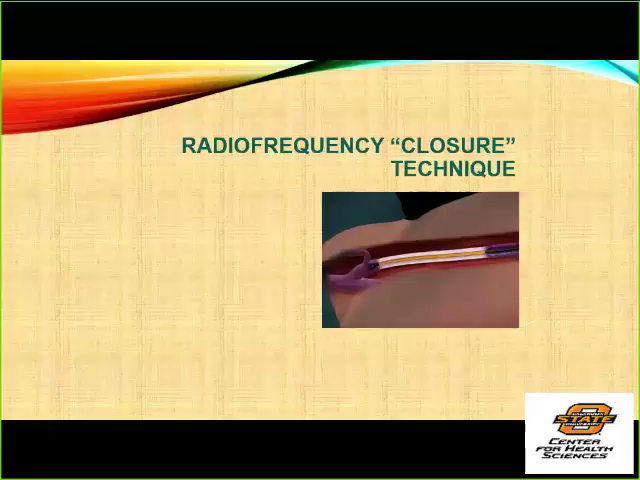 RADIOFREQUENCY “CLOSURE”
TECHNIQUE
STATE
CENTER
FOR HEALTH
SCIENCES